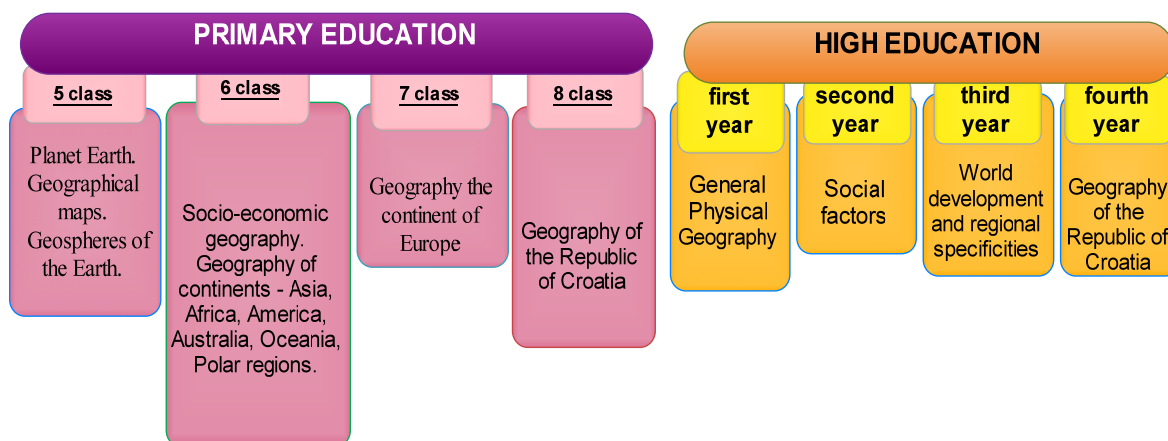 PRIMARY EDUCATION
5 class
Planet Earth.
Geographical
maps.
Geospheres of
the Earth.
6 class
Socio-economic
geography.
Geography of
continents - Asia,
Africa, America,
Australia, Oceania,
Polar regions.
7 class
Geography the
continent of
Europe
8 class
Geography of
the Republic
of Croatia
HIGH EDUCATION
first
year
General
Physical
Geography
second
year
Social
factors
third
year
World
development
and regional
specificities
fourth
year
Geography
of the
Republic of
Croatia